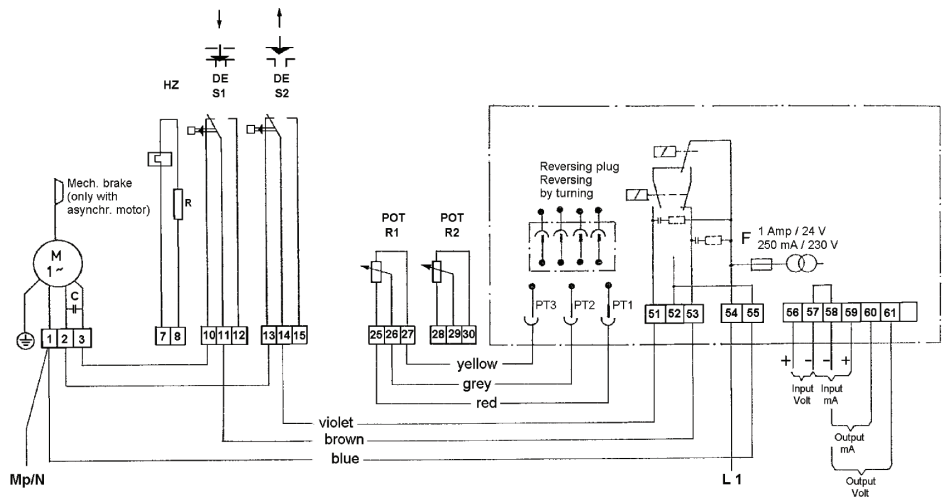 HZ
DE
S1
DE
S2
Mech. brake
(only with
asynchr. motor)
R
M
1~
C
POT
R1
POT
R2
Reversing plug
Reversing
by turning
F
1 Amp / 24 V
250 mA / 230 V
PT3
PT2
PT1
1 2 3
7 8
10 11 12
13 14 15
25 26 27
28 29 30
51 52 53
54 55
56 57 58 59 60 61
+ - - +
Input
Volt
Input
mA
Output
mA
Output
Volt
yellow
grey
red
violet
brown
blue
Mp/N
L 1